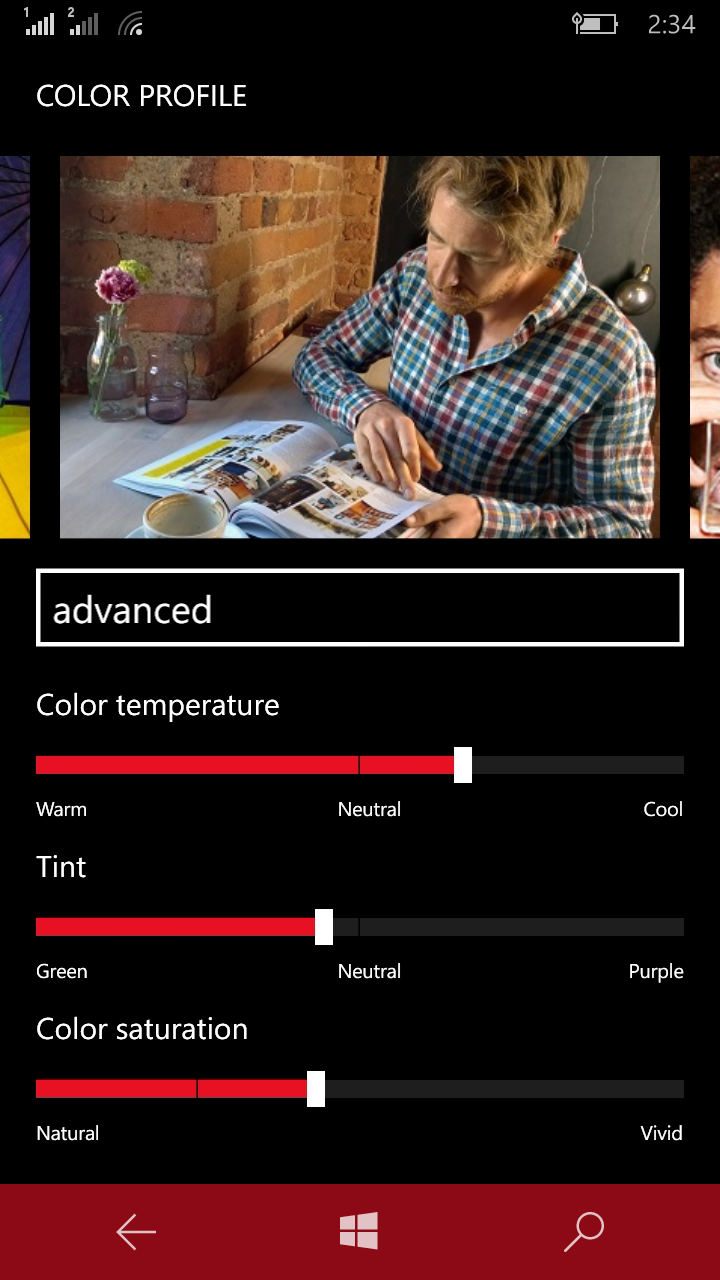 1 2 2:34
COLOR PROFILE
advanced
Color temperature
Warm Neutral Cool
Tint
Green Neutral Purple
Color saturation
Natural Vivid